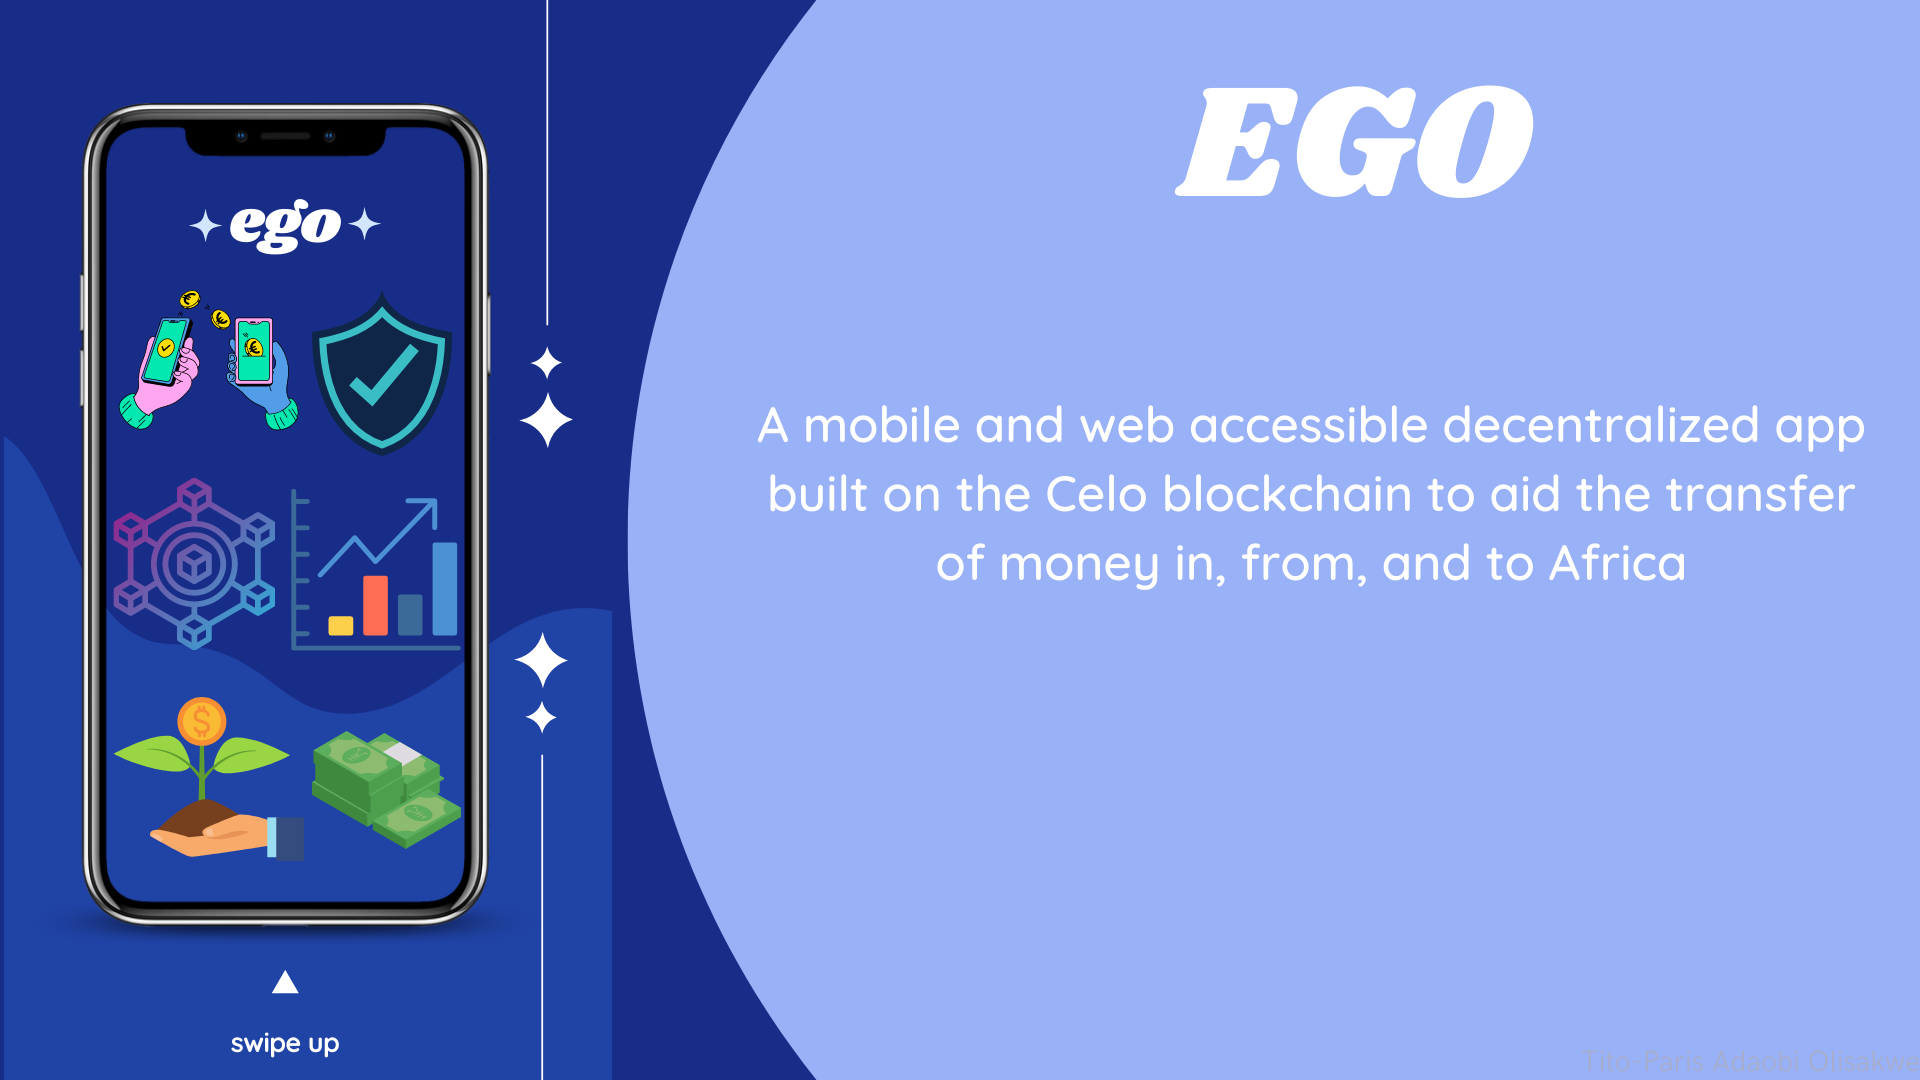 EGO
ego
A mobile and web accessible decentralized app
built on the Celo blockchain to aid the transfer
of money in, from, and to Africa
swipe up
Tito-Paris Adaobi Olisakwe